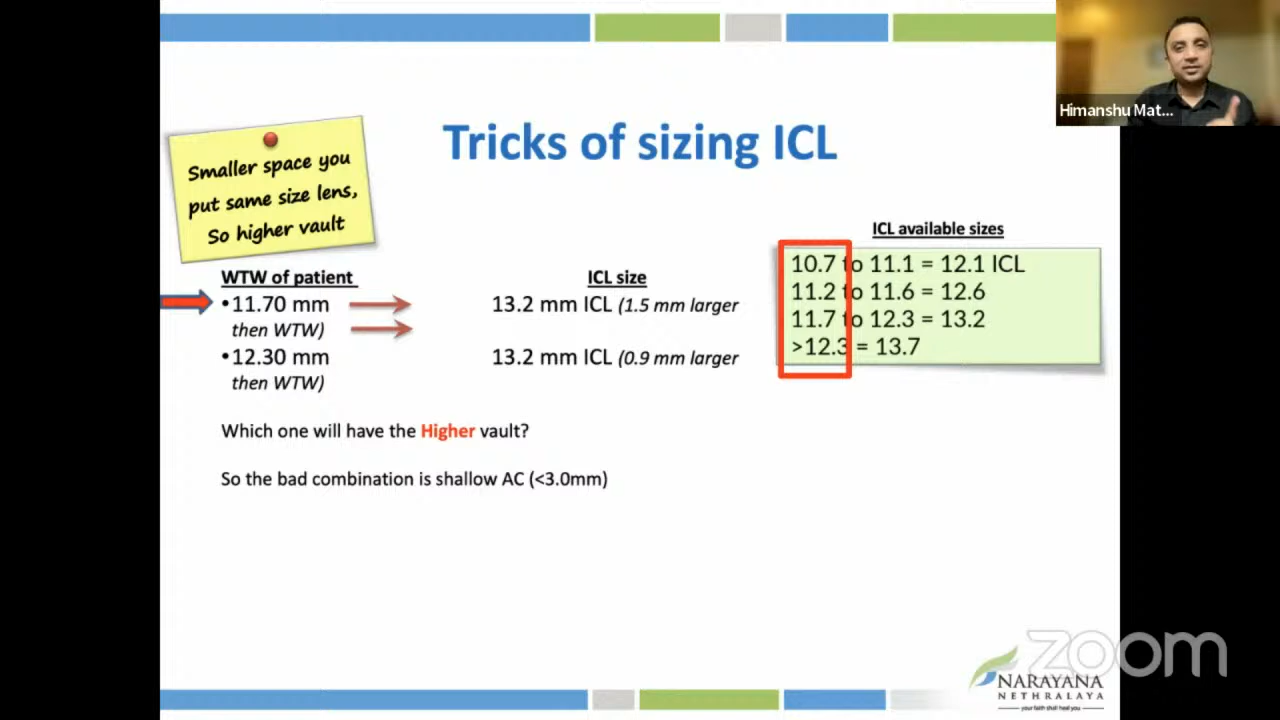 Himanshu Mat...
Tricks of sizing ICL
Smaller space you
put same size lens,
So higher vault
ICL available sizes
10.7 to 11.1 = 12.1 ICL
11.2 to 11.6 = 12.6
11.7 to 12.3 = 13.2
>12.3 = 13.7
WTW of patient ICL size
•11.70 mm 13.2 mm ICL (1.5 mm larger
then WTW)
•12.30 mm 13.2 mm ICL (0.9 mm larger
then WTW)
Which one will have the Higher vault?
So the bad combination is shallow AC (<3.0mm)
zoom
NARAYANA
NETHRALAYA
your faith shall heal you